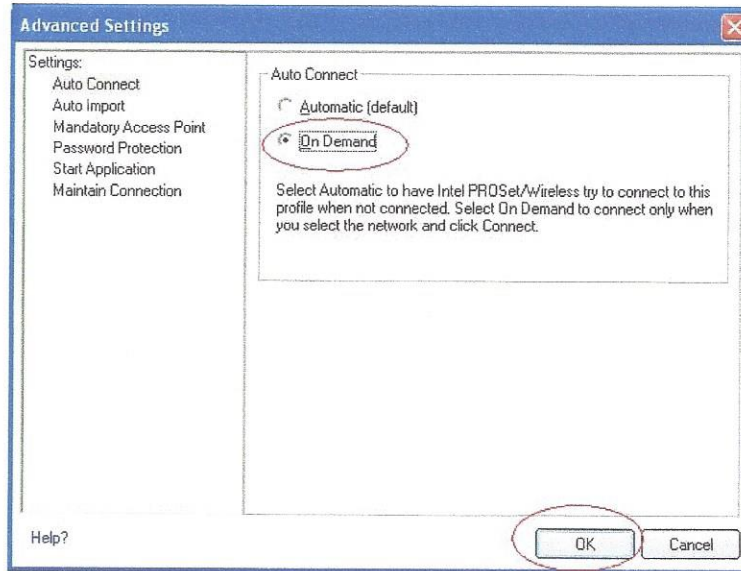 Advanced Settings
Settings:
Auto Connect
Auto Import
Mandatory Access Point
Password Protection
Start Application
Maintain Connection
Auto Connect
Automatic (default)
On Demand
Select Automatic to have Intel PROSet/Wireless try to connect to this
profile when not connected. Select On Demand to connect only when
you select the network and click Connect.
Help?
OK
Cancel